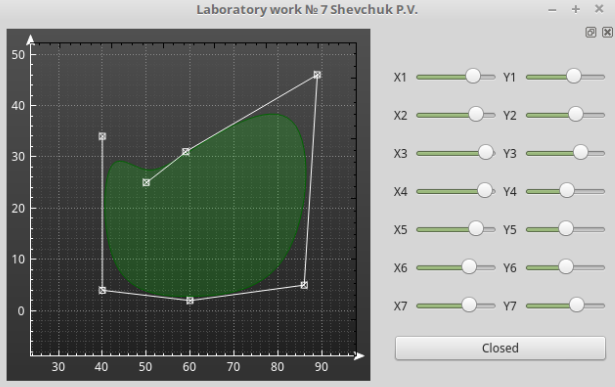 Laboratory work № 7 Shevchuk P.V.
50
40
30
20
10
0
30 40 50 60 70 80 90
X1 Y1
X2 Y2
X3 Y3
X4 Y4
X5 Y5
X6 Y6
X7 Y7
Closed